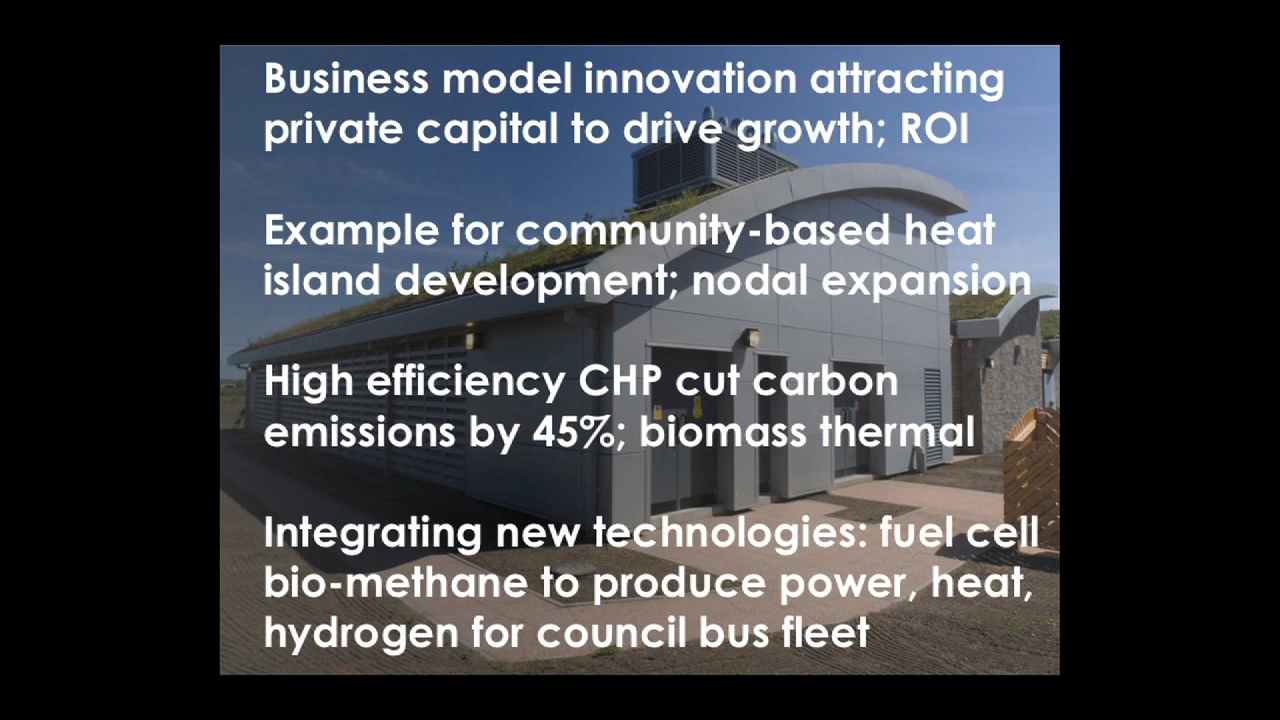 Business model innovation attracting
private capital to drive growth; ROI
Example for community-based heat
island development; nodal expansion
High efficiency CHP cut carbon
emissions by 45%; biomass thermal
Integrating new technologies: fuel cell
bio-methane to produce power, heat,
hydrogen for council bus fleet